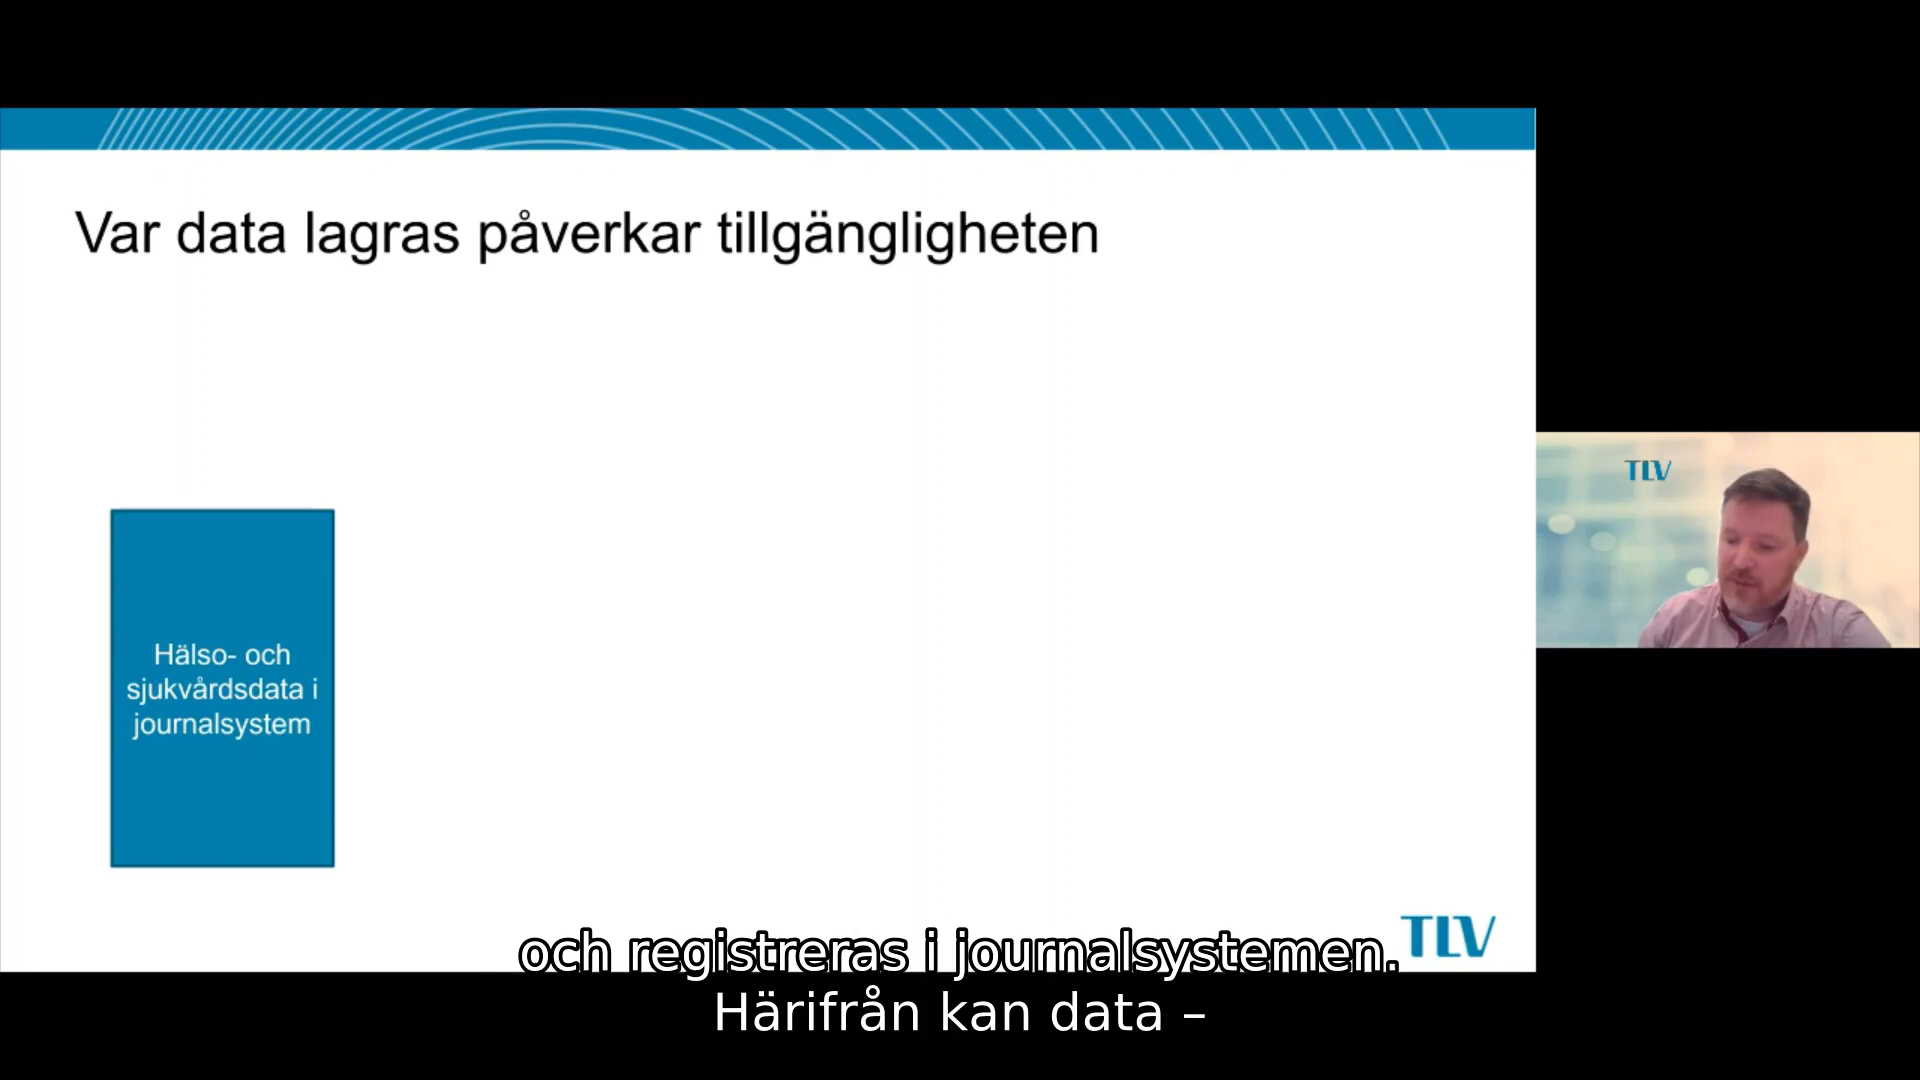 Var data lagras påverkar tillgängligheten
TLV
Hälso- och
sjukvårdsdata i
journalsystem
TLV
och registreras i journalsystemen.
Härifrån kan data –